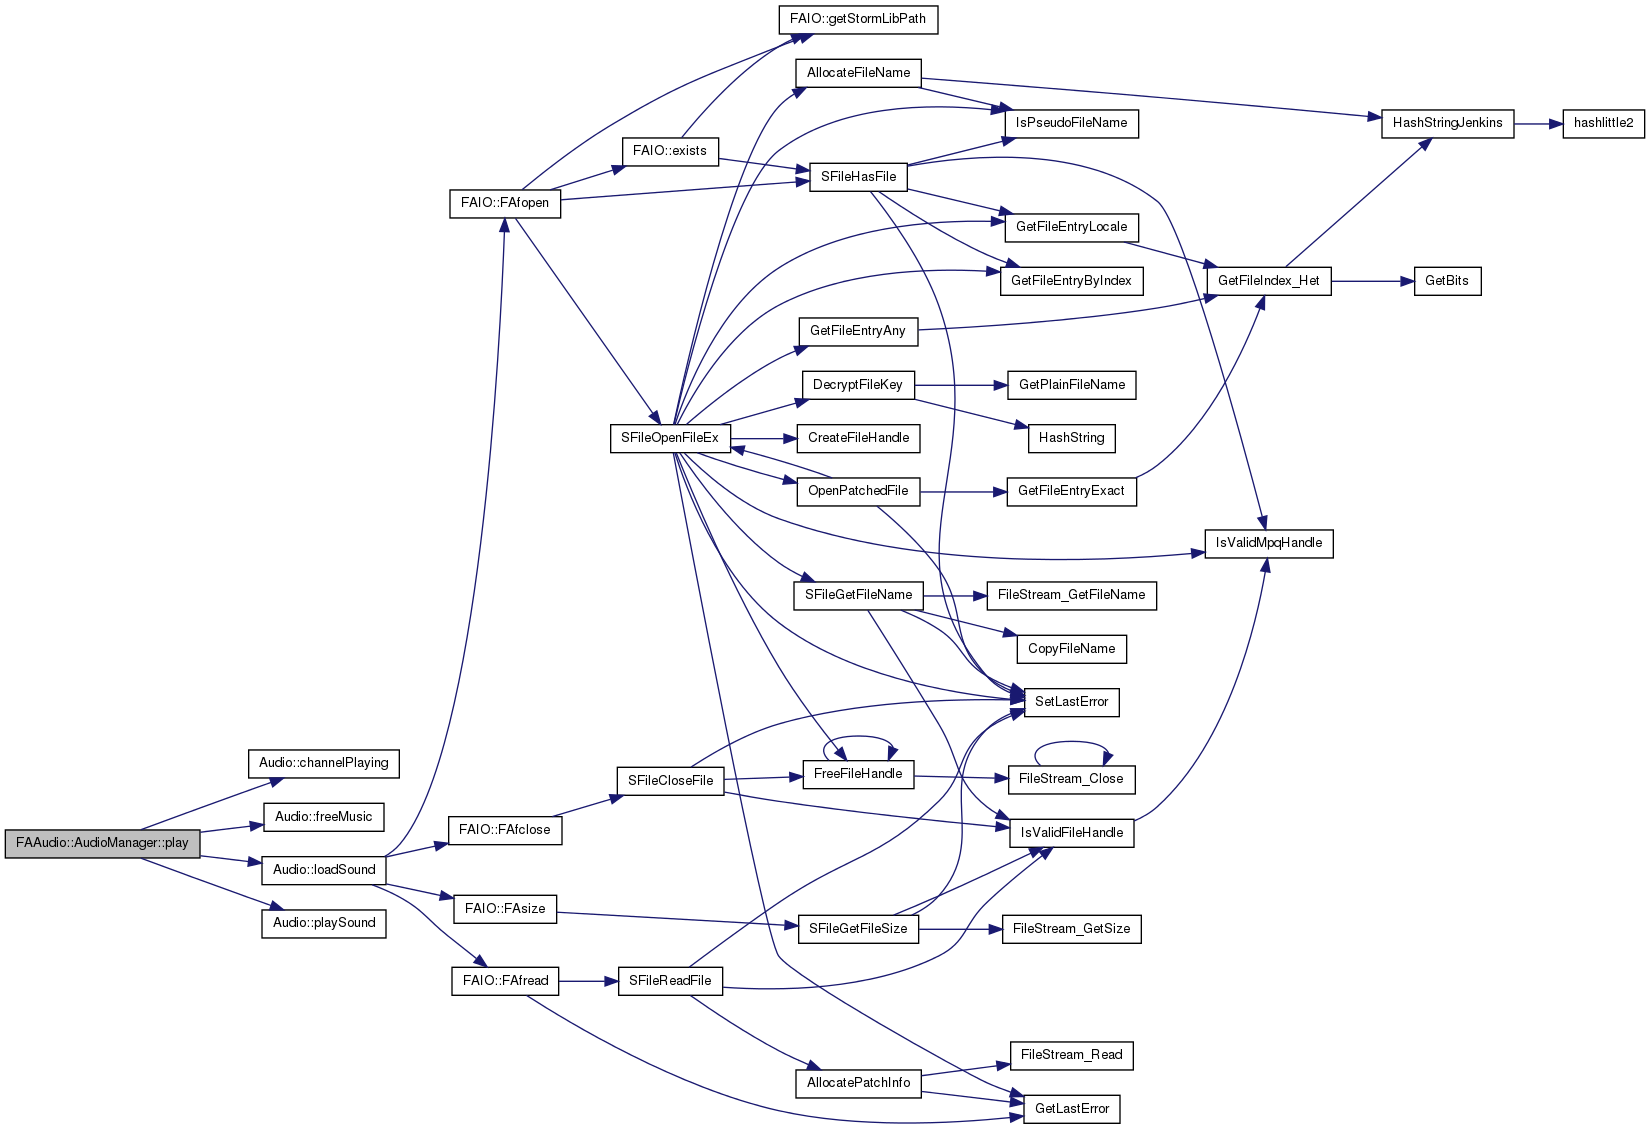 FAIO::getStormLibPath
AllocateFileName
IsPseudoFileName
HashStringJenkins
hashlittle2
FAIO::exists
SFileHasFile
FAIO::FAfopen
GetFileEntryLocale
GetFileEntryByIndex
GetFileIndex_Het
GetBits
GetFileEntryAny
DecryptFileKey
GetPlainFileName
SFileOpenFileEx
CreateFileHandle
HashString
OpenPatchedFile
GetFileEntryExact
IsValidMpqHandle
SFileGetFileName
FileStream_GetFileName
CopyFileName
SetLastError
Audio::channelPlaying
SFileCloseFile
FreeFileHandle
FileStream_Close
Audio::freeMusic
FAAudio::AudioManager::play
FAIO::FAfclose
IsValidFileHandle
Audio::loadSound
FAIO::FAsize
Audio::playSound
SFileGetFileSize
FileStream_GetSize
FAIO::FAfread
SFileReadFile
FileStream_Read
AllocatePatchInfo
GetLastError